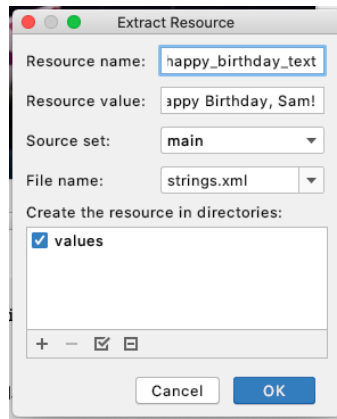 Extract Resource
Resource name: happy_birthday_text
Resource value: appy Birthday, Sam!
Source set: main
File name: strings.xml
Create the resource in directories:
values
Cancel OK